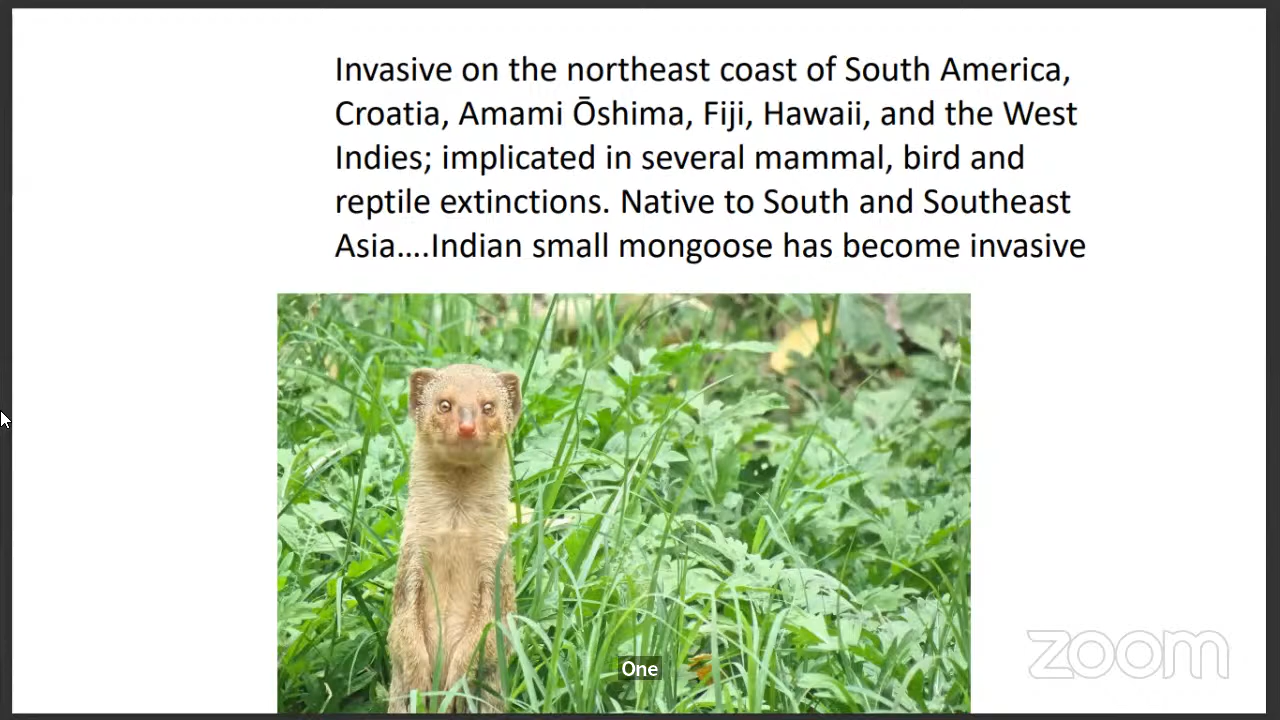 Invasive on the northeast coast of South America,
Croatia, Amami Ōshima, Fiji, Hawaii, and the West
Indies; implicated in several mammal, bird and
reptile extinctions. Native to South and Southeast
Asia....Indian small mongoose has become invasive
One
zoom